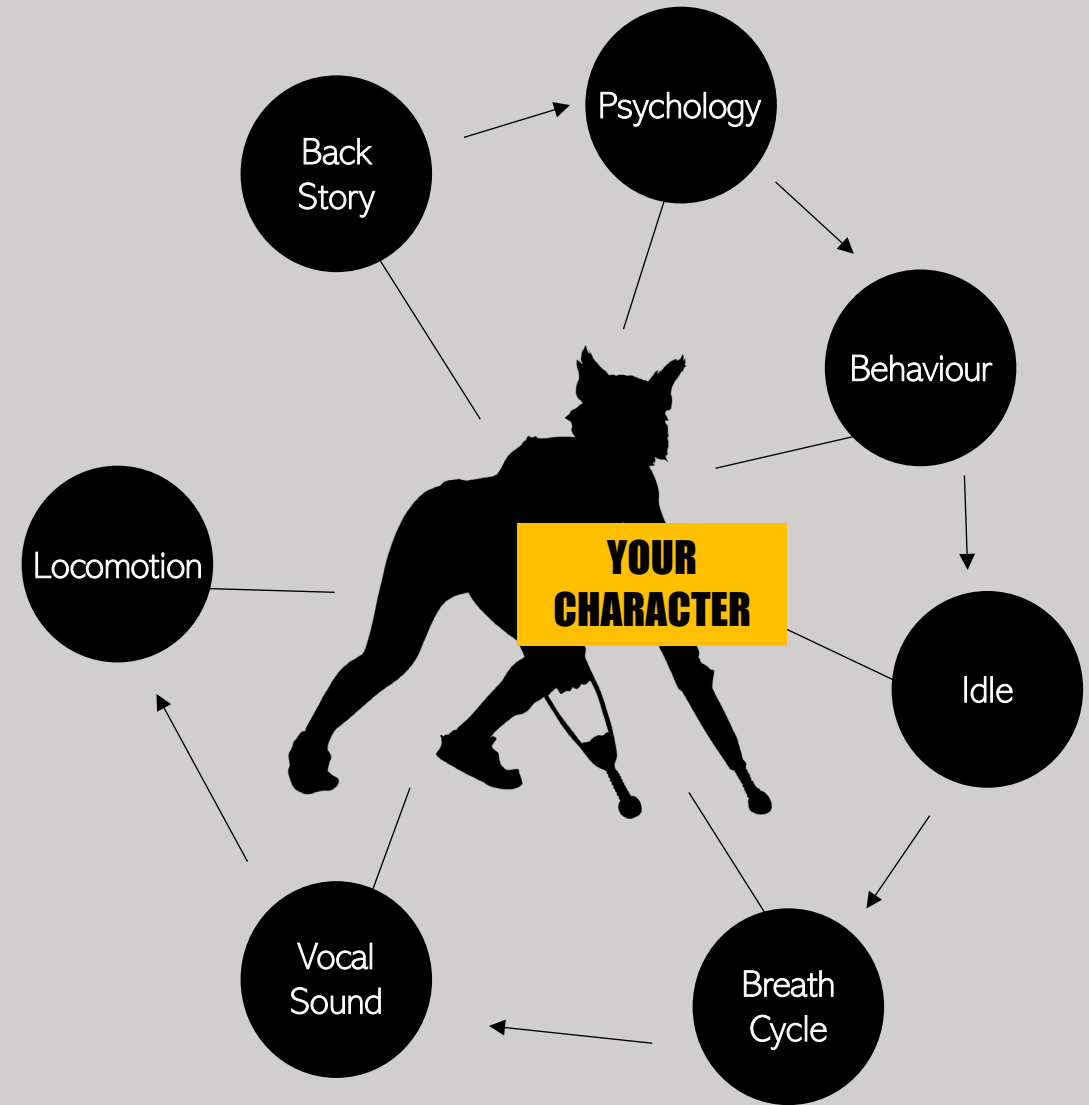 Psychology
Back
Story
Behaviour
YOUR
CHARACTER
Locomotion
Idle
Vocal
Sound
Breath
Cycle